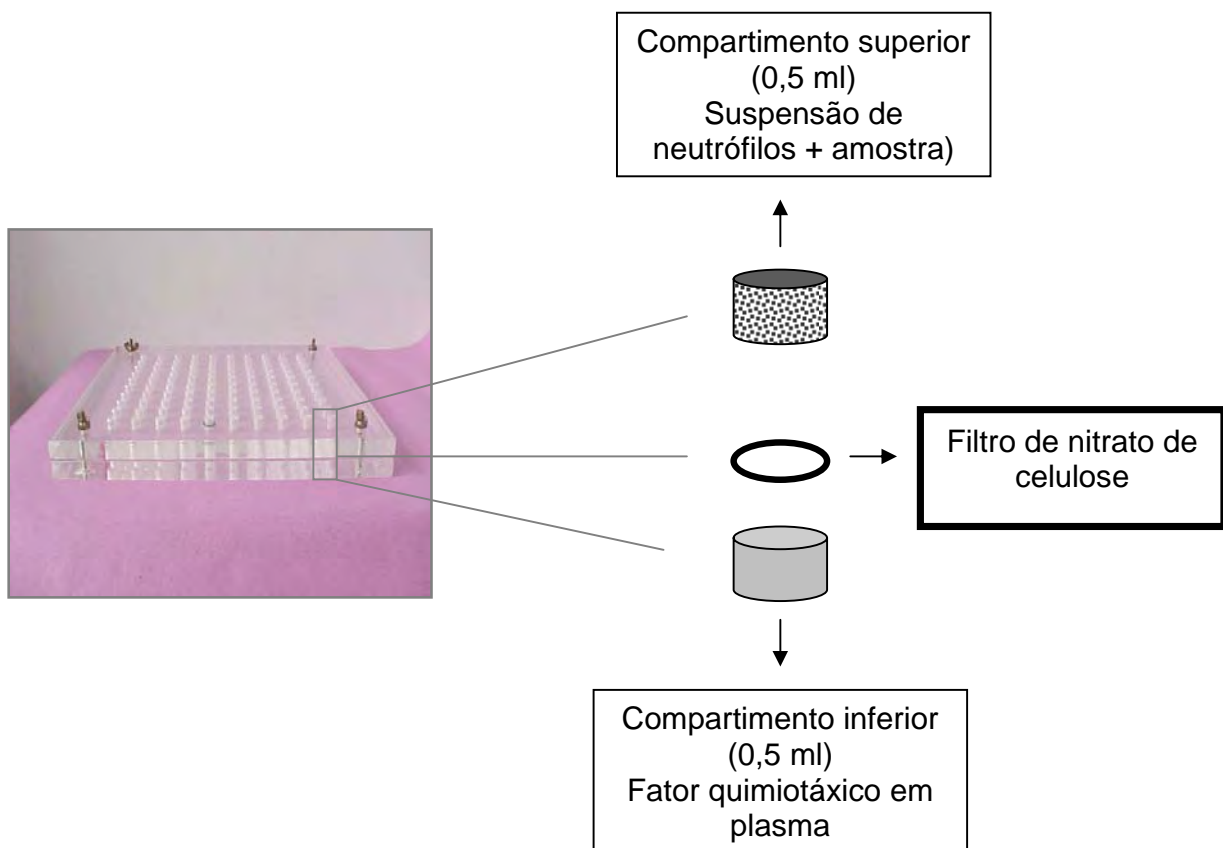 Compartimento superior
(0,5 ml)
Suspensão de
neutrófilos + amostra)
Filtro de nitrato de
celulose
Compartimento inferior
(0,5 ml)
Fator quimiotáxico em
plasma